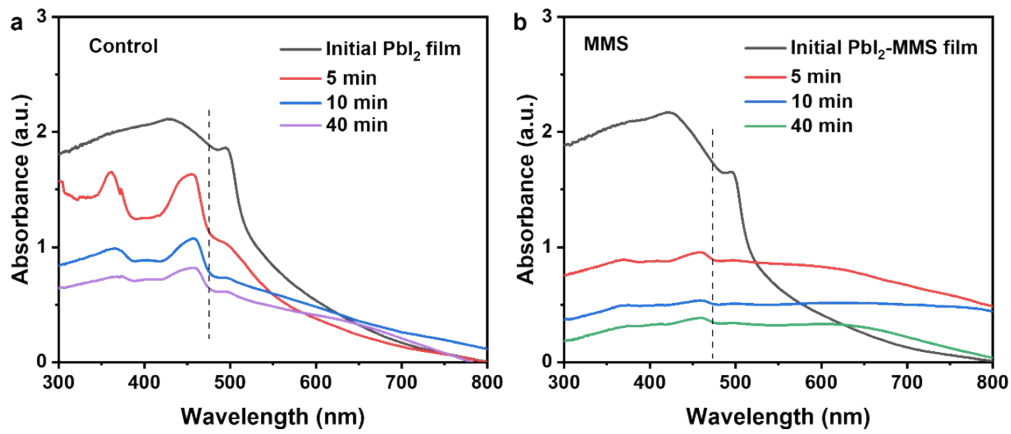 a
Control
Initial PbI₂ film
5 min
10 min
40 min
Absorbance (a.u.)
3
2
1
0
300 400 500 600 700 800
Wavelength (nm)
b
MMS
Initial PbI₂-MMS film
5 min
10 min
40 min
Absorbance (a.u.)
3
2
1
0
300 400 500 600 700 800
Wavelength (nm)